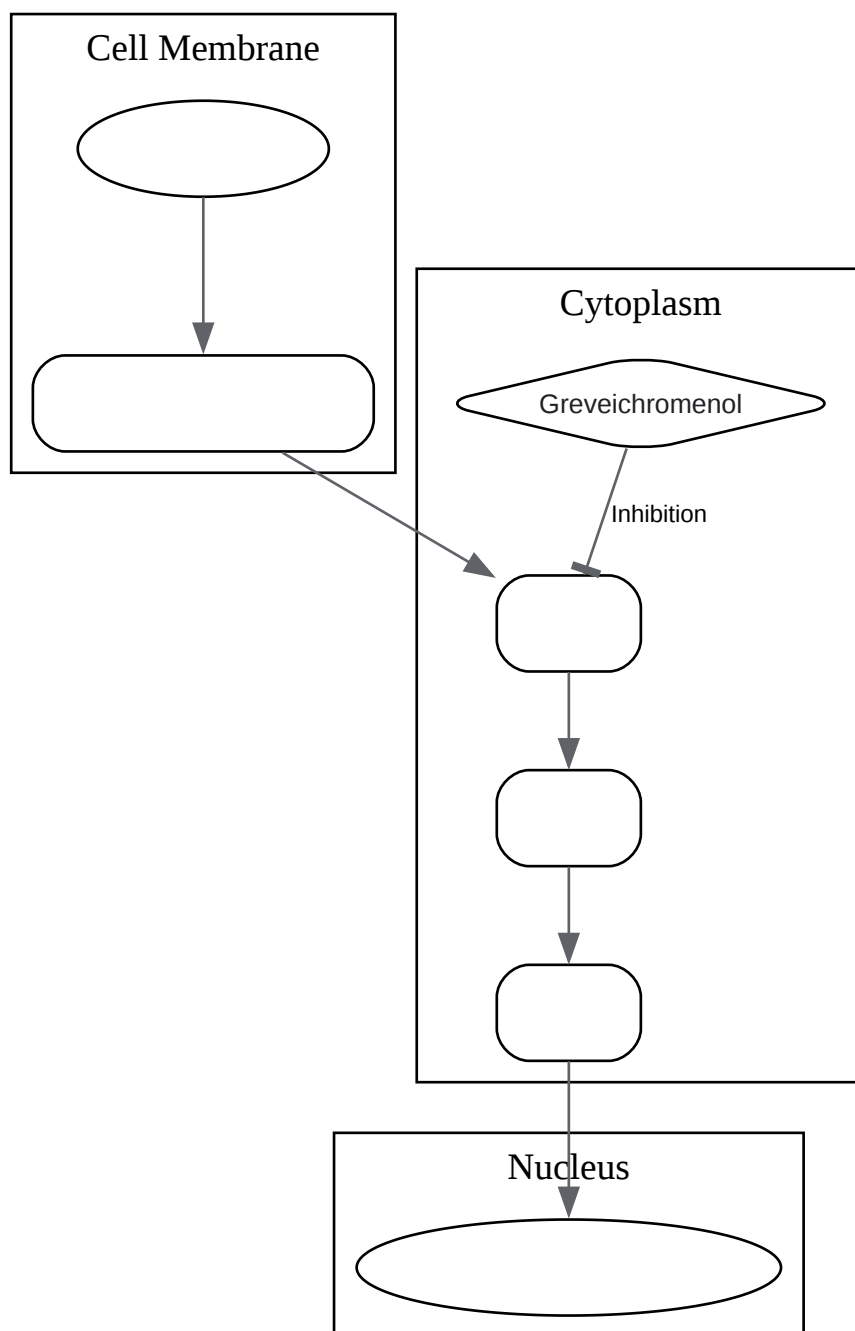 Cell Membrane
Cytoplasm
Greveichromenol
Inhibition
Nucleus